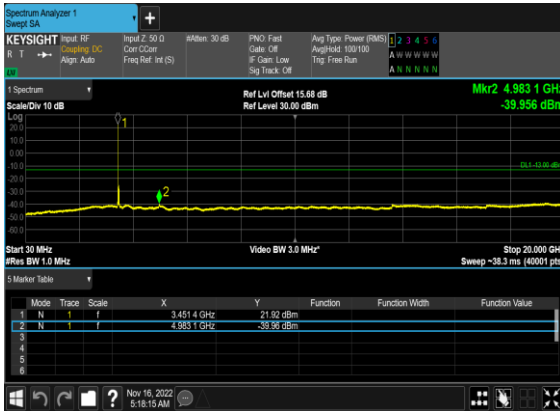 Spectrum Analyzer 1
Swept SA
KEYSIGHT Input: RF Input Z: 50 Ω #Atten: 30 dB PNO: Fast Avg Type: Power (RMS) 1 2 3 4 5 6
R T Coupling: DC Corr CCorr Gate: Off Avg|Hold: 100/100 A W W W W W
Align: Auto Freq Ref: Int (S) IF Gain: Low Trig: Free Run
Sig Track: Off A N N N N N
1 Spectrum Ref Lvl Offset 15.68 dB Mkr2 4.983 1 GHz
Scale/Div 10 dB Ref Level 30.00 dBm -39.956 dBm
Log
1
20.0
10.0
0.00
-10.0 DL1 -13.00 dBm
-20.0
-30.0 2
-40.0
-50.0
-60.0
Start 30 MHz Video BW 3.0 MHz* Stop 20.000 GHz
#Res BW 1.0 MHz Sweep ~38.3 ms (40001 pts)
5 Marker Table
Mode Trace Scale X Y Function Function Width Function Value
1 N 1 f 3.451 4 GHz 21.92 dBm
2 N 1 f 4.983 1 GHz -39.96 dBm
3
4
5
6
? Nov 16, 2022
5:18:15 AM